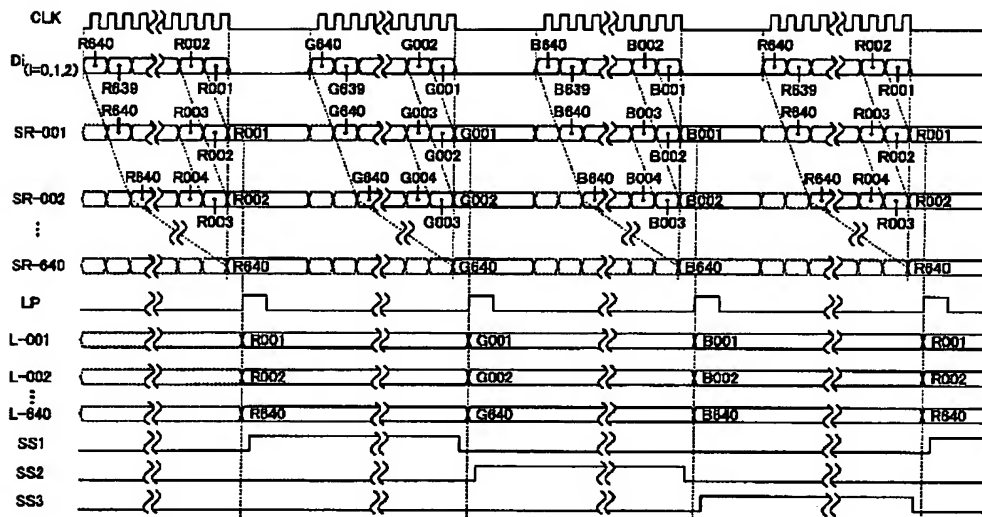 CLK
R640 R002 G640 G002 B640 B002 R640 R002
Di(i=0,1,2)
R639 R001 G639 G001 B639 B001 R639 R001
R640 R003 G640 G003 B640 B003 R640 R003
SR-001 R001 G001 B001 R001
R002 G002 B002 R002
R640 R004 G640 G004 B640 B004 R640 R004
SR-002 R002 G002 B002 R002
R003 G003 B003 R003
⋮
SR-640 R640 G640 B640 R640
LP
L-001 R001 G001 B001 R001
L-002 R002 G002 B002 R002
⋮
L-640 R640 G640 B640 R640
SS1
SS2
SS3